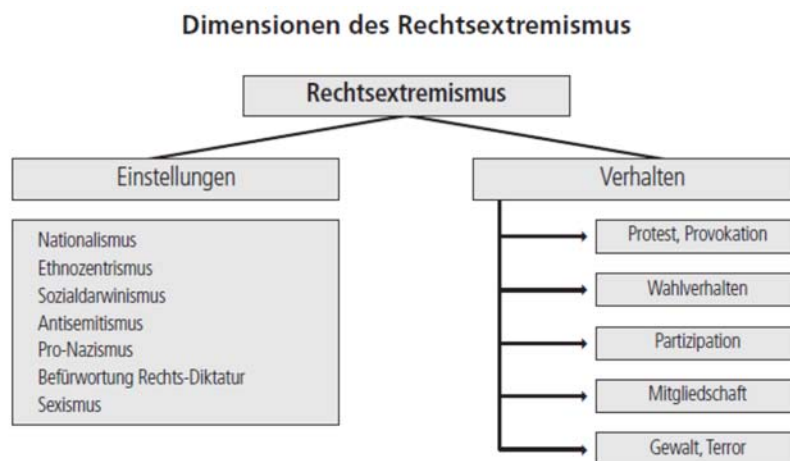 Dimensionen des Rechtsextremismus
Rechtsextremismus
Einstellungen
Nationalismus
Ethnozentrismus
Sozialdarwinismus
Antisemitismus
Pro-Nazismus
Befürwortung Rechts-Diktatur
Sexismus
Verhalten
Protest, Provokation
Wahlverhalten
Partizipation
Mitgliedschaft
Gewalt, Terror